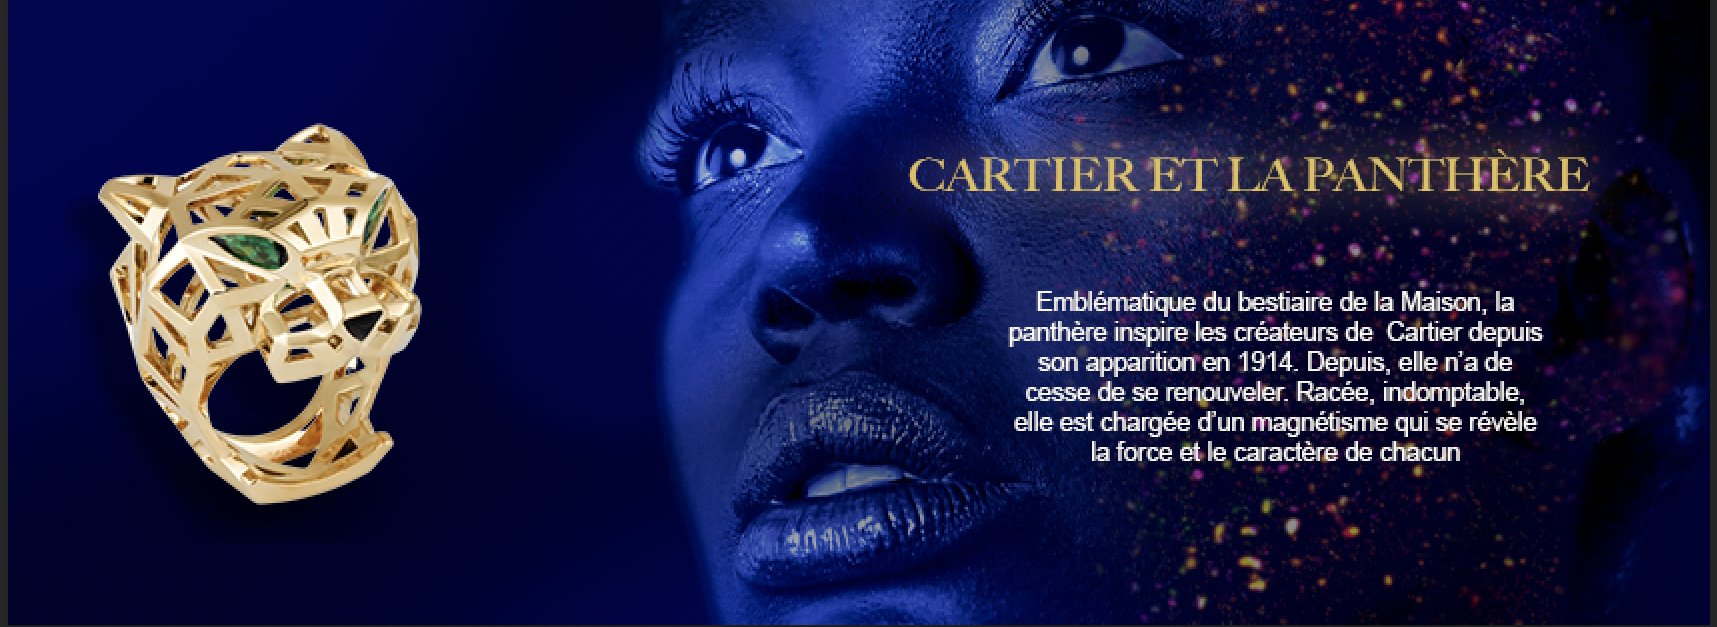 CARTIER ET LA PANTHÈRE
Emblématique du bestiaire de la Maison, la
panthère inspire les créateurs de  Cartier depuis
son apparition en 1914. Depuis, elle n’a de
cesse de se renouveler. Racée, indomptable,
elle est chargée d’un magnétisme qui se révèle
la force et le caractère de chacun